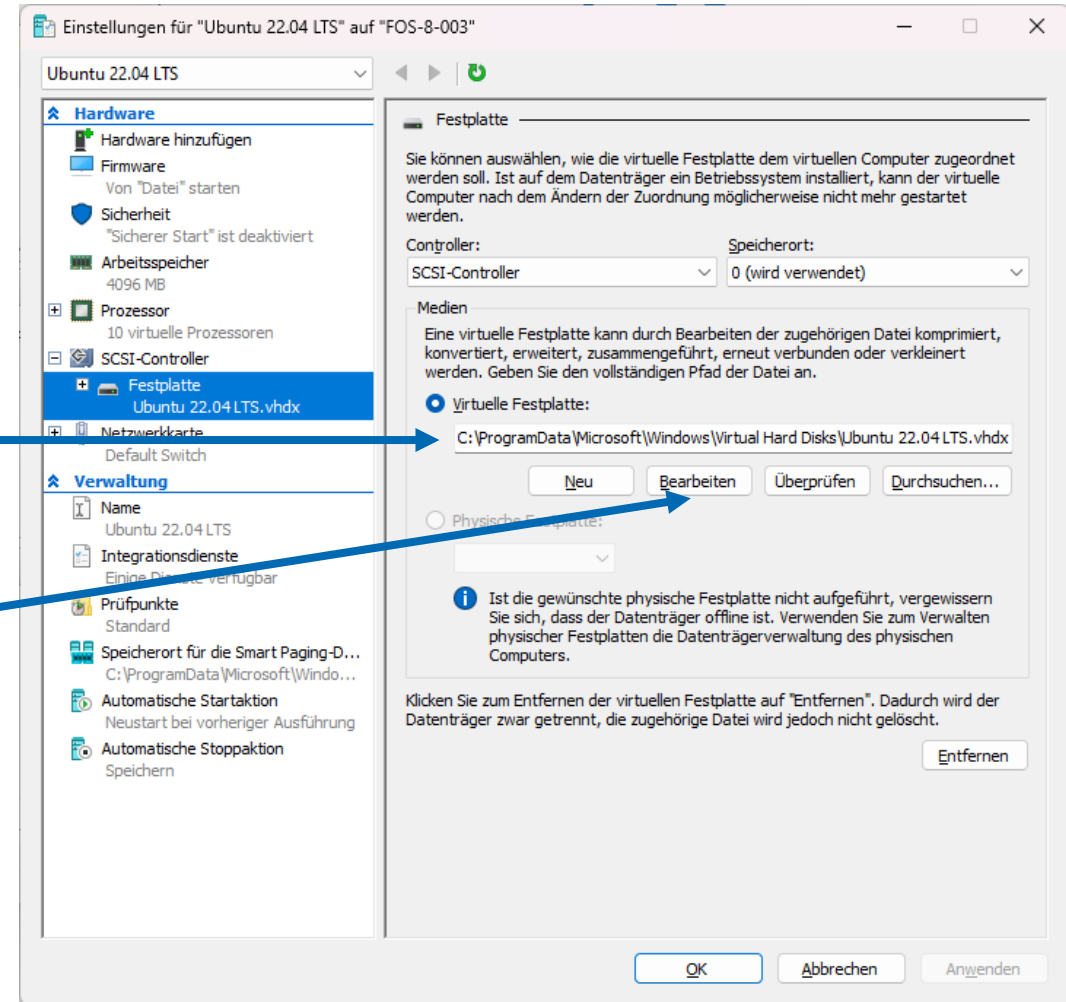 Einstellungen für "Ubuntu 22.04 LTS" auf "FOS-8-003"
Ubuntu 22.04 LTS
Hardware
Hardware hinzufügen
Firmware
Von "Datei" starten
Sicherheit
"Sicherer Start" ist deaktiviert
Arbeitsspeicher
4096 MB
Prozessor
10 virtuelle Prozessoren
SCSI-Controller
Festplatte
Ubuntu 22.04 LTS.vhdx
Netzwerkkarte
Default Switch
Verwaltung
Name
Ubuntu 22.04 LTS
Integrationsdienste
Einige Dienste verfügbar
Prüfpunkte
Standard
Speicherort für die Smart Paging-D...
C:\ProgramData\Microsoft\Windo...
Automatische Startaktion
Neustart bei vorheriger Ausführung
Automatische Stoppaktion
Speichern
Festplatte
Sie können auswählen, wie die virtuelle Festplatte dem virtuellen Computer zugeordnet
werden soll. Ist auf dem Datenträger ein Betriebssystem installiert, kann der virtuelle
Computer nach dem Ändern der Zuordnung möglicherweise nicht mehr gestartet
werden.
Controller: Speicherort:
SCSI-Controller 0 (wird verwendet)
Medien
Eine virtuelle Festplatte kann durch Bearbeiten der zugehörigen Datei komprimiert,
konvertiert, erweitert, zusammengeführt, erneut verbunden oder verkleinert
werden. Geben Sie den vollständigen Pfad der Datei an.
Virtuelle Festplatte:
C:\ProgramData\Microsoft\Windows\Virtual Hard Disks\Ubuntu 22.04 LTS.vhdx
Neu Bearbeiten Überprüfen Durchsuchen...
Physische Festplatte:
Ist die gewünschte physische Festplatte nicht aufgeführt, vergewissern
Sie sich, dass der Datenträger offline ist. Verwenden Sie zum Verwalten
physischer Festplatten die Datenträgerverwaltung des physischen
Computers.
Klicken Sie zum Entfernen der virtuellen Festplatte auf "Entfernen". Dadurch wird der
Datenträger zwar getrennt, die zugehörige Datei wird jedoch nicht gelöscht.
Entfernen
OK Abbrechen Anwenden